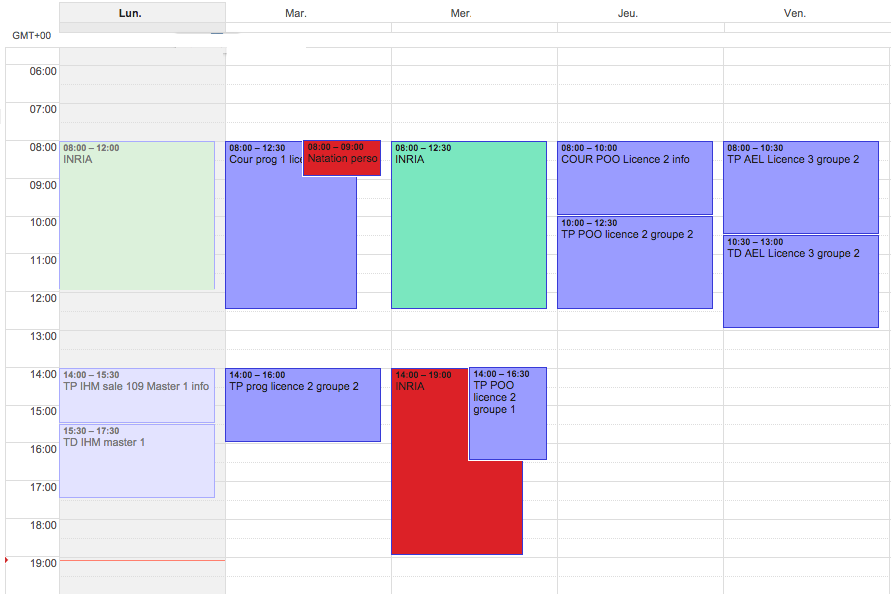 Lun.
Mar.
Mer.
Jeu.
Ven.
GMT+00
06:00
07:00
08:00
09:00
10:00
11:00
12:00
13:00
14:00
15:00
16:00
17:00
18:00
19:00
08:00 – 12:00
INRIA
14:00 – 15:30
TP IHM sale 109 Master 1 info
15:30 – 17:30
TD IHM master 1
08:00 – 12:30
Cour prog 1 lice
08:00 – 09:00
Natation perso
14:00 – 16:00
TP prog licence 2 groupe 2
08:00 – 12:30
INRIA
14:00 – 19:00
INRIA
14:00 – 16:30
TP POO
licence 2
groupe 1
08:00 – 10:00
COUR POO Licence 2 info
10:00 – 12:30
TP POO licence 2 groupe 2
08:00 – 10:30
TP AEL Licence 3 groupe 2
10:30 – 13:00
TD AEL Licence 3 groupe 2